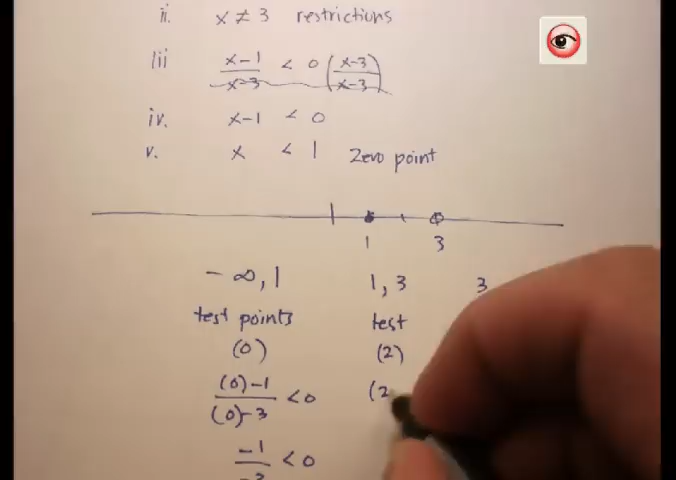 ii. x ≠ 3 restrictions
iii x-1/x-3 < 0 (x-3/x-3)
iv. x-1 < 0
v. x < 1 Zero point
1 3
- ∞, 1 1, 3 3
test points test
(0) (2)
(0)-1/(0)-3 < 0 (2
-1/-3 < 0